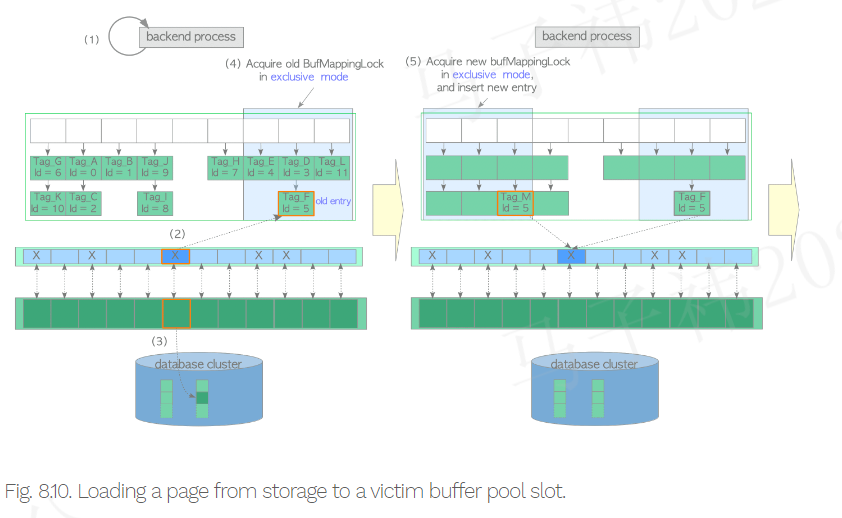 (1)
backend process
(4) Acquire old BufMappingLock
in exclusive mode
Tag_G Id = 6
Tag_A Id = 0
Tag_B Id = 1
Tag_J Id = 9
Tag_H Id = 7
Tag_E Id = 4
Tag_D Id = 3
Tag_L Id = 11
Tag_K Id = 10
Tag_C Id = 2
Tag_I Id = 8
Tag_F Id = 5
old entry
(2)
X X X X X
(3)
database cluster
backend process
(5) Acquire new bufMappingLock
in exclusive mode,
and insert new entry
Tag_M Id = 5
Tag_F Id = 5
X X X X
database cluster
Fig. 8.10. Loading a page from storage to a victim buffer pool slot.